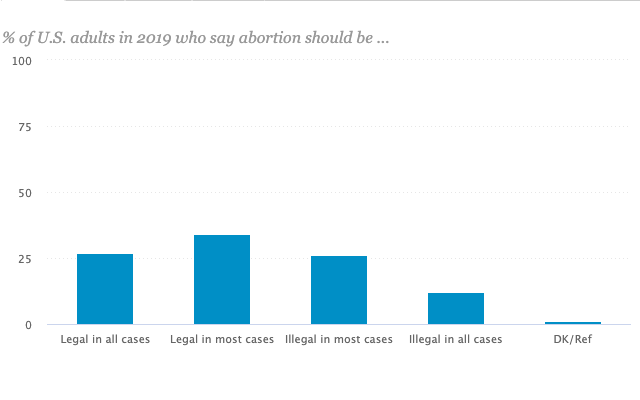 % of U.S. adults in 2019 who say abortion should be ...
100
75
50
25
0
Legal in all cases
Legal in most cases
Illegal in most cases
Illegal in all cases
DK/Ref